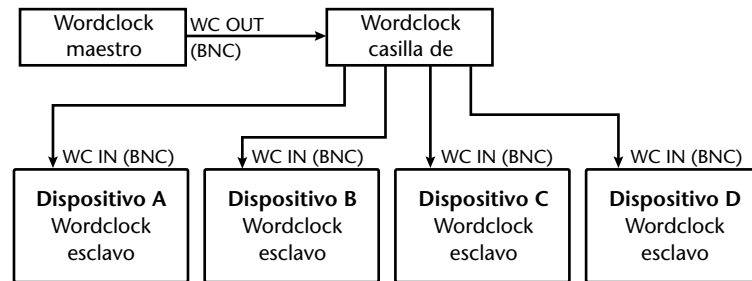 Wordclock
maestro
WC OUT
(BNC)
Wordclock
casilla de
WC IN (BNC)
WC IN (BNC)
WC IN (BNC)
WC IN (BNC)
Dispositivo A
Wordclock
esclavo
Dispositivo B
Wordclock
esclavo
Dispositivo C
Wordclock
esclavo
Dispositivo D
Wordclock
esclavo